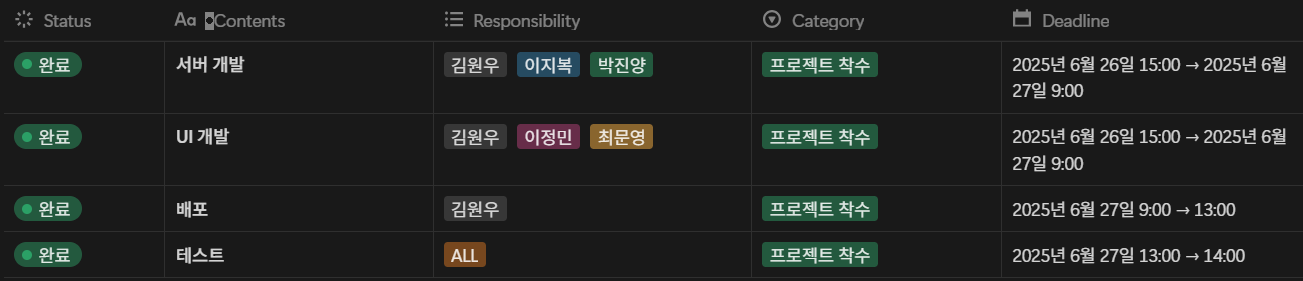 Status Aa Contents Responsibility Category Deadline
완료 서버 개발 김원우 이지복 박진양 프로젝트 착수 2025년 6월 26일 15:00 → 2025년 6월
27일 9:00
완료 UI 개발 김원우 이정민 최문영 프로젝트 착수 2025년 6월 26일 15:00 → 2025년 6월
27일 9:00
완료 배포 김원우 프로젝트 착수 2025년 6월 27일 9:00 → 13:00
완료 테스트 ALL 프로젝트 착수 2025년 6월 27일 13:00 → 14:00